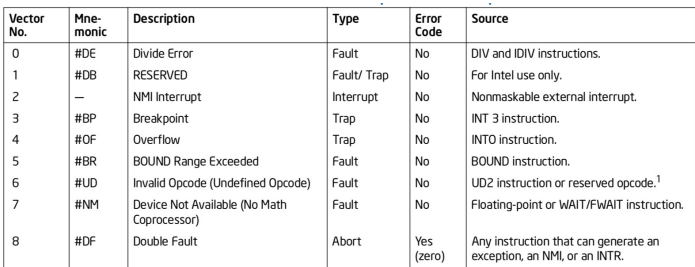 Vector No. Mne-monic Description Type Error Code Source
0 #DE Divide Error Fault No DIV and IDIV instructions.
1 #DB RESERVED Fault/ Trap No For Intel use only.
2 — NMI Interrupt Interrupt No Nonmaskable external interrupt.
3 #BP Breakpoint Trap No INT 3 instruction.
4 #OF Overflow Trap No INTO instruction.
5 #BR BOUND Range Exceeded Fault No BOUND instruction.
6 #UD Invalid Opcode (Undefined Opcode) Fault No UD2 instruction or reserved opcode.1
7 #NM Device Not Available (No Math Coprocessor) Fault No Floating-point or WAIT/FWAIT instruction.
8 #DF Double Fault Abort Yes (zero) Any instruction that can generate an exception, an NMI, or an INTR.